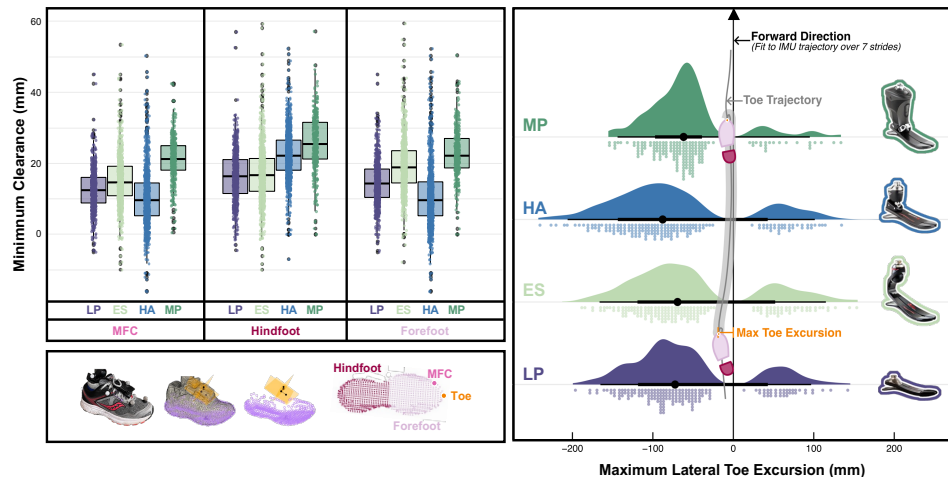 Minimum Clearance (mm)
60
40
20
0
LP ES HA MP LP ES HA MP LP ES HA MP
MFC Hindfoot Forefoot
Hindfoot
MFC
Toe
Forefoot
Forward Direction
(Fit to IMU trajectory over 7 strides)
Toe Trajectory
MP
HA
ES
Max Toe Excursion
LP
−200 −100 0 100 200
Maximum Lateral Toe Excursion (mm)